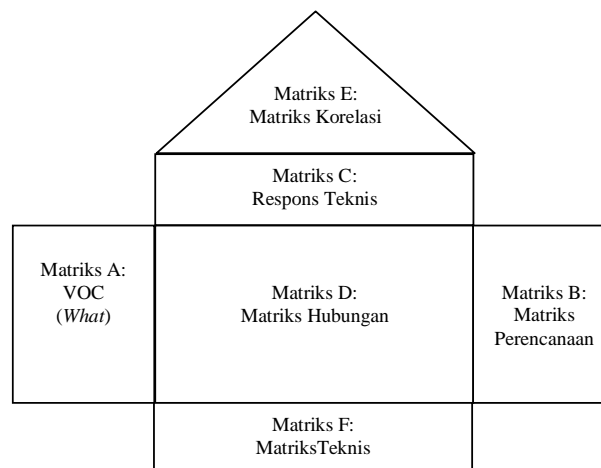 Matriks E:
Matriks Korelasi
Matriks C:
Respons Teknis
Matriks A:
VOC
(What)
Matriks D:
Matriks Hubungan
Matriks B:
Matriks
Perencanaan
Matriks F:
MatriksTeknis